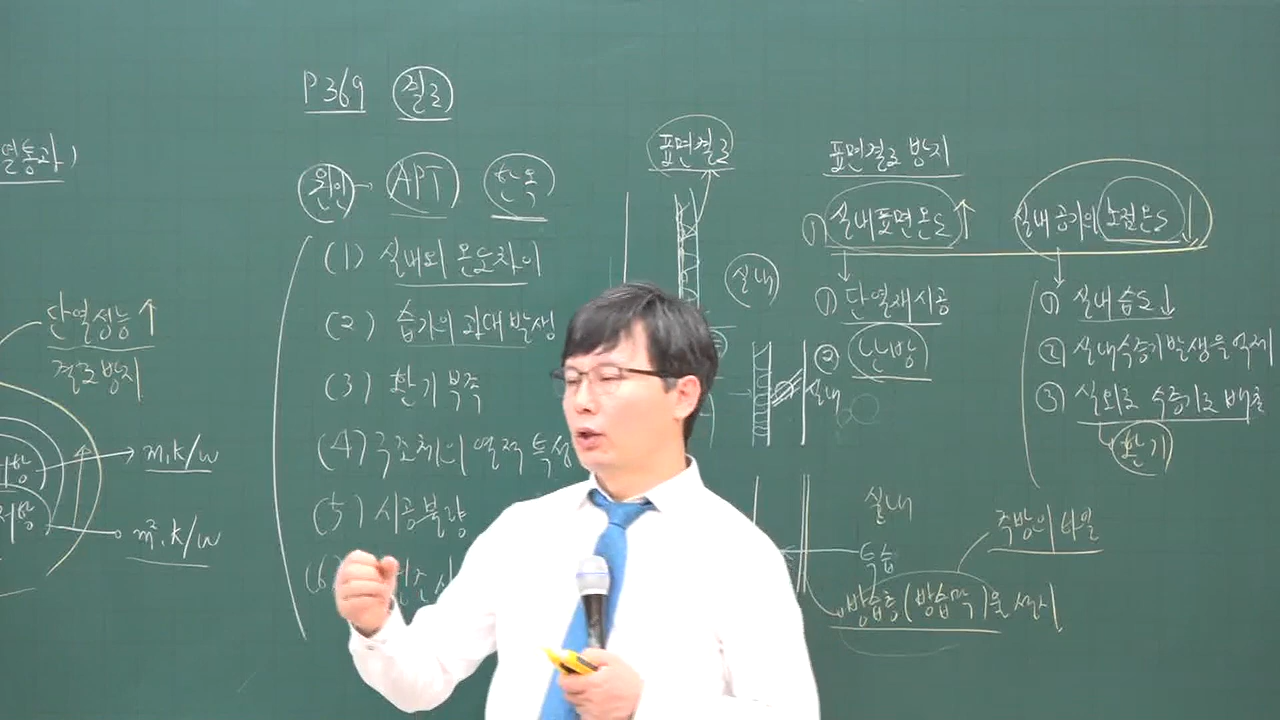 열통과)
단열성능 ↑
결로 방지
m.k/w
m².k/w
P369 결로
원인 → APT 한옥
(1) 실내외 온도차이
(2) 습기의 과대발생
(3) 환기 부족
(4) 구조체의 열적 특성
(5) 시공불량
(6)
표면결로
실내
실내
표면결로 방지
① 실내표면온도 ↑
실내공기의 노점온도 ↓
① 단열재시공
② 난방
① 실내습도 ↓
② 실내수증기발생을 억제
③ 실외로 수증기로 배출
환기
실내
투습
주방의 타일
방습층(방습막)을 설치